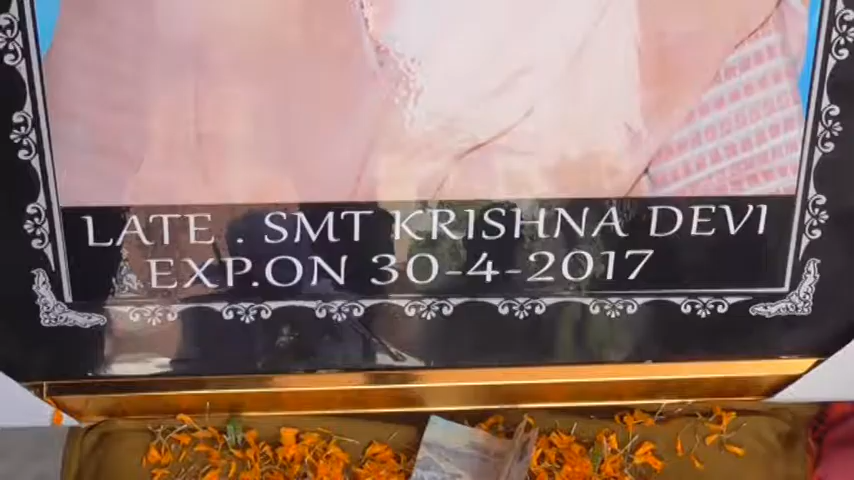 LATE . SMT KRISHNA DEVI
EXP.ON 30-4-2017